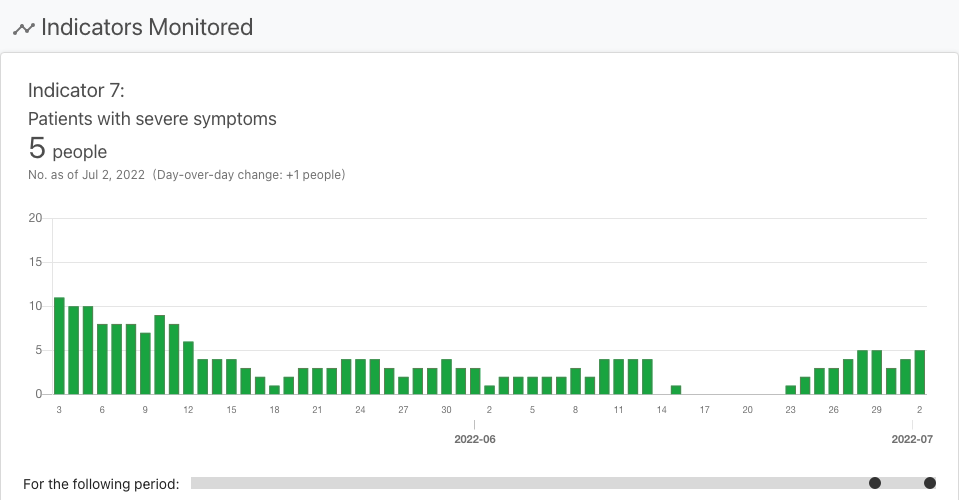 Indicators Monitored
Indicator 7:
Patients with severe symptoms
5 people
No. as of Jul 2, 2022 (Day-over-day change: +1 people)
20
15
10
5
0
3 6 9 12 15 18 21 24 27 30 2 5 8 11 14 17 20 23 26 29 2
2022-06 2022-07
For the following period: